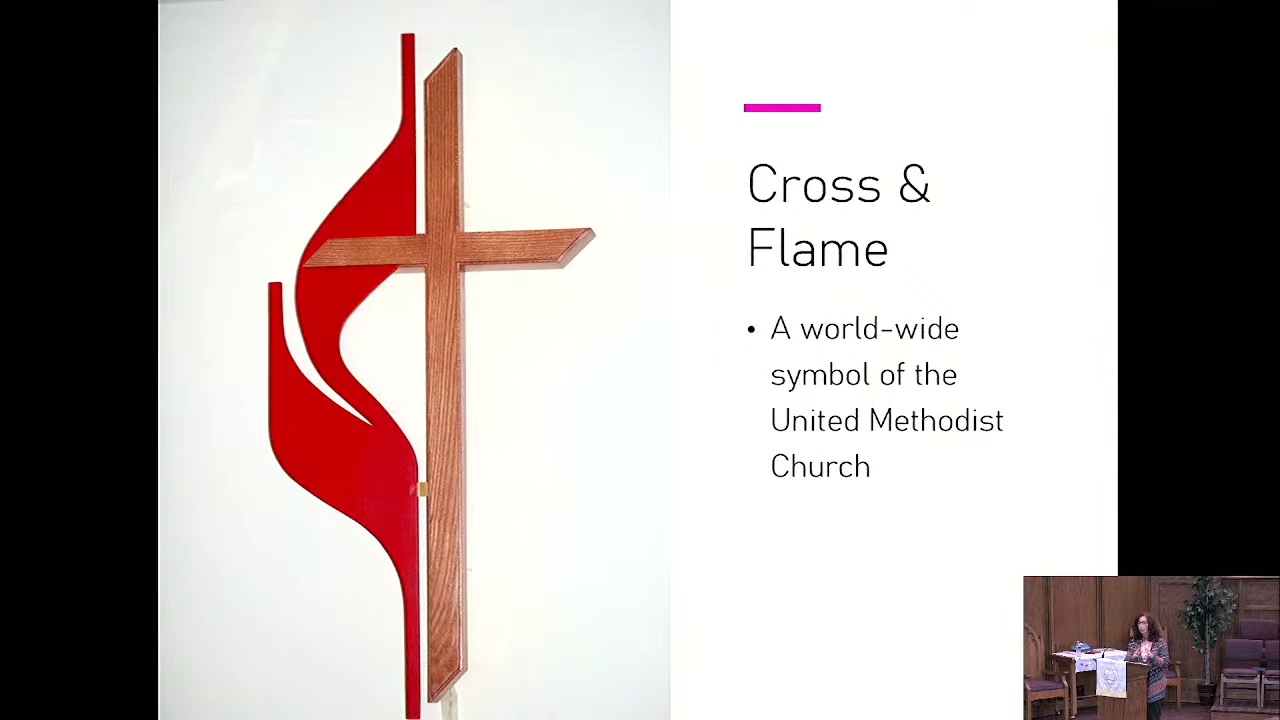 Cross &
Flame
• A world-wide
symbol of the
United Methodist
Church